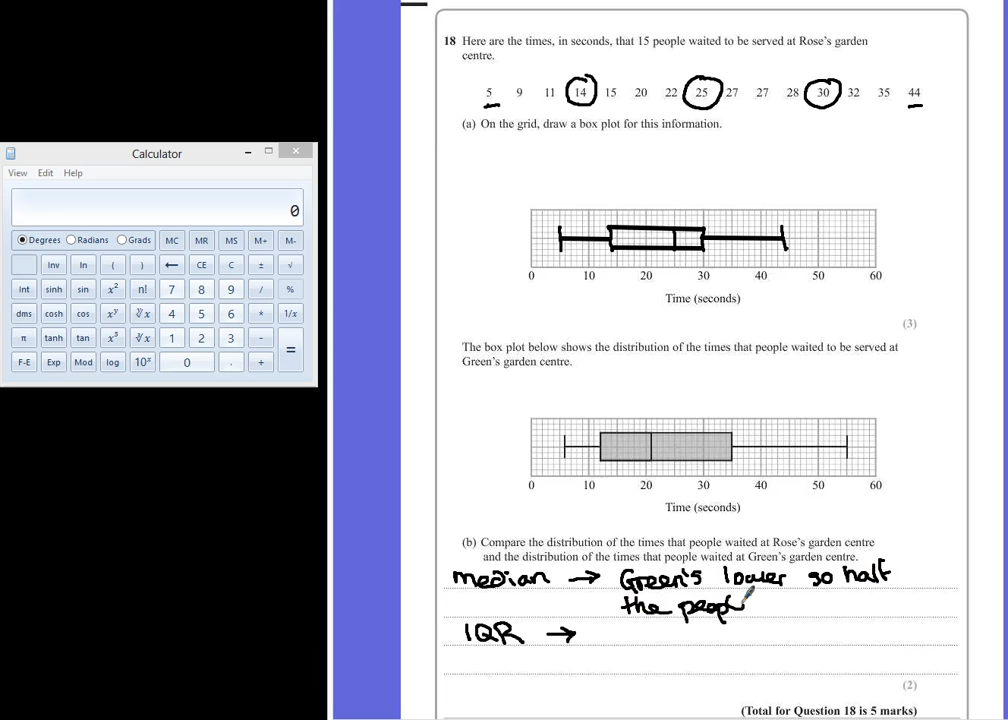 Calculator
View Edit Help
0
Degrees Radians Grads MC MR MS M+ M-
Inv ln ( ) ← CE C ± √
Int sinh sin x² n! 7 8 9 / %
dms cosh cos xʸ ʸ√x 4 5 6 * 1/x
π tanh tan x³ ³√x 1 2 3 - =
F-E Exp Mod log 10ˣ 0 . +
18 Here are the times, in seconds, that 15 people waited to be served at Rose's garden
centre.
5 9 11 14 15 20 22 25 27 27 28 30 32 35 44
(a) On the grid, draw a box plot for this information.
0 10 20 30 40 50 60
Time (seconds)
(3)
The box plot below shows the distribution of the times that people waited to be served at
Green's garden centre.
0 10 20 30 40 50 60
Time (seconds)
(b) Compare the distribution of the times that people waited at Rose's garden centre
and the distribution of the times that people waited at Green's garden centre.
median → Green's lower so half
the peopl
IQR →
(2)
(Total for Question 18 is 5 marks)